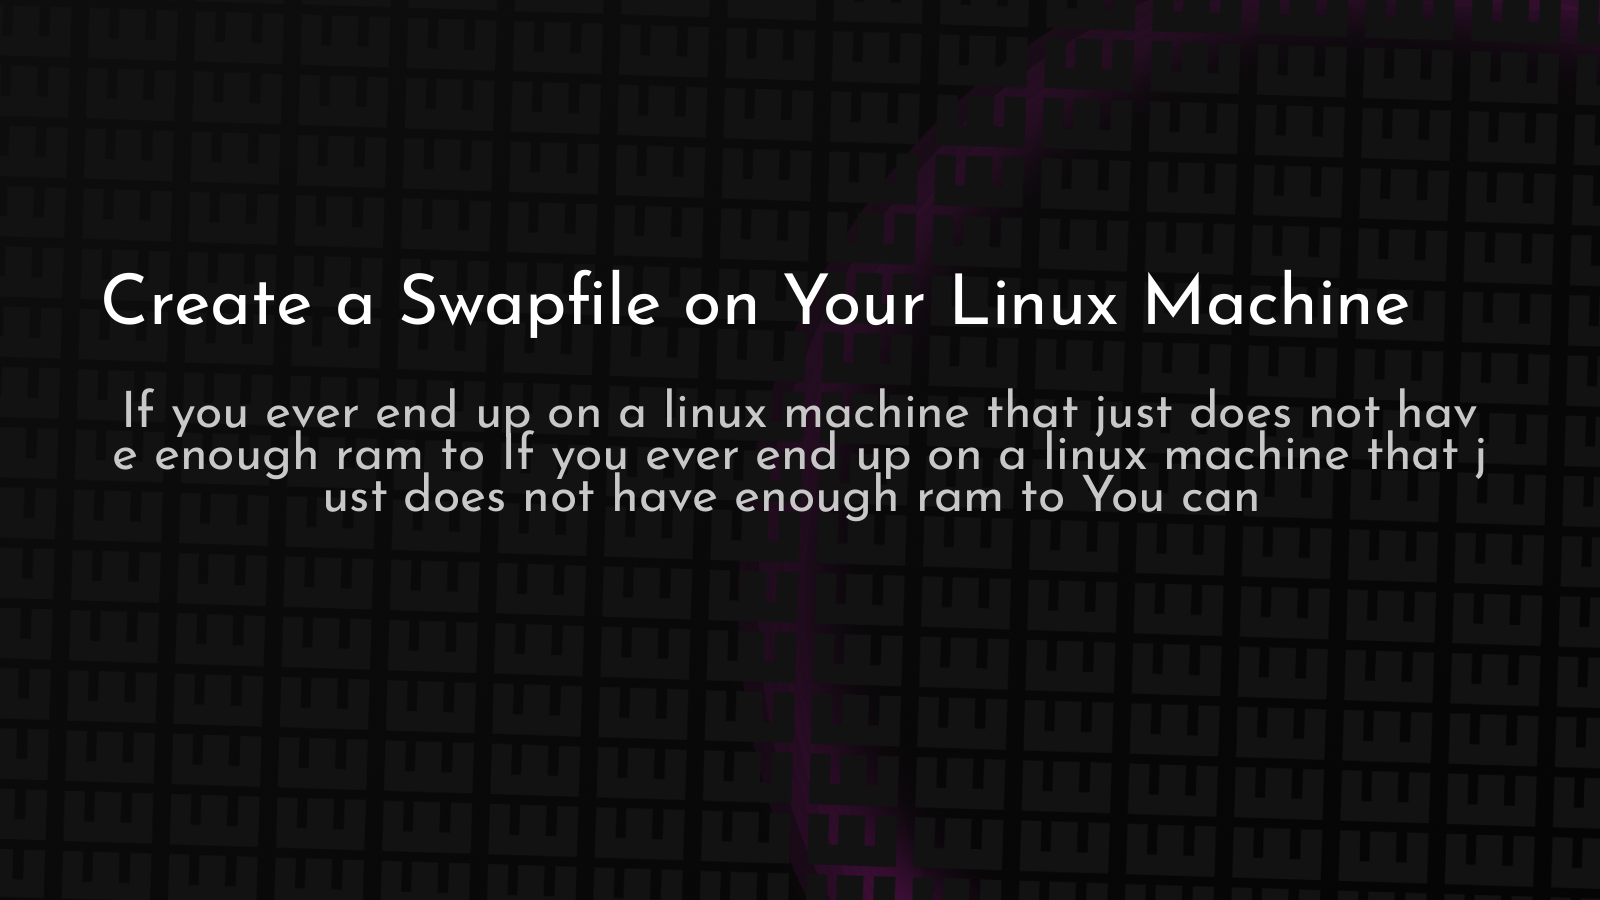 Create a Swapfile on Your Linux Machine
If you ever end up on a linux machine that just does not hav
e enough ram to If you ever end up on a linux machine that j
ust does not have enough ram to You can